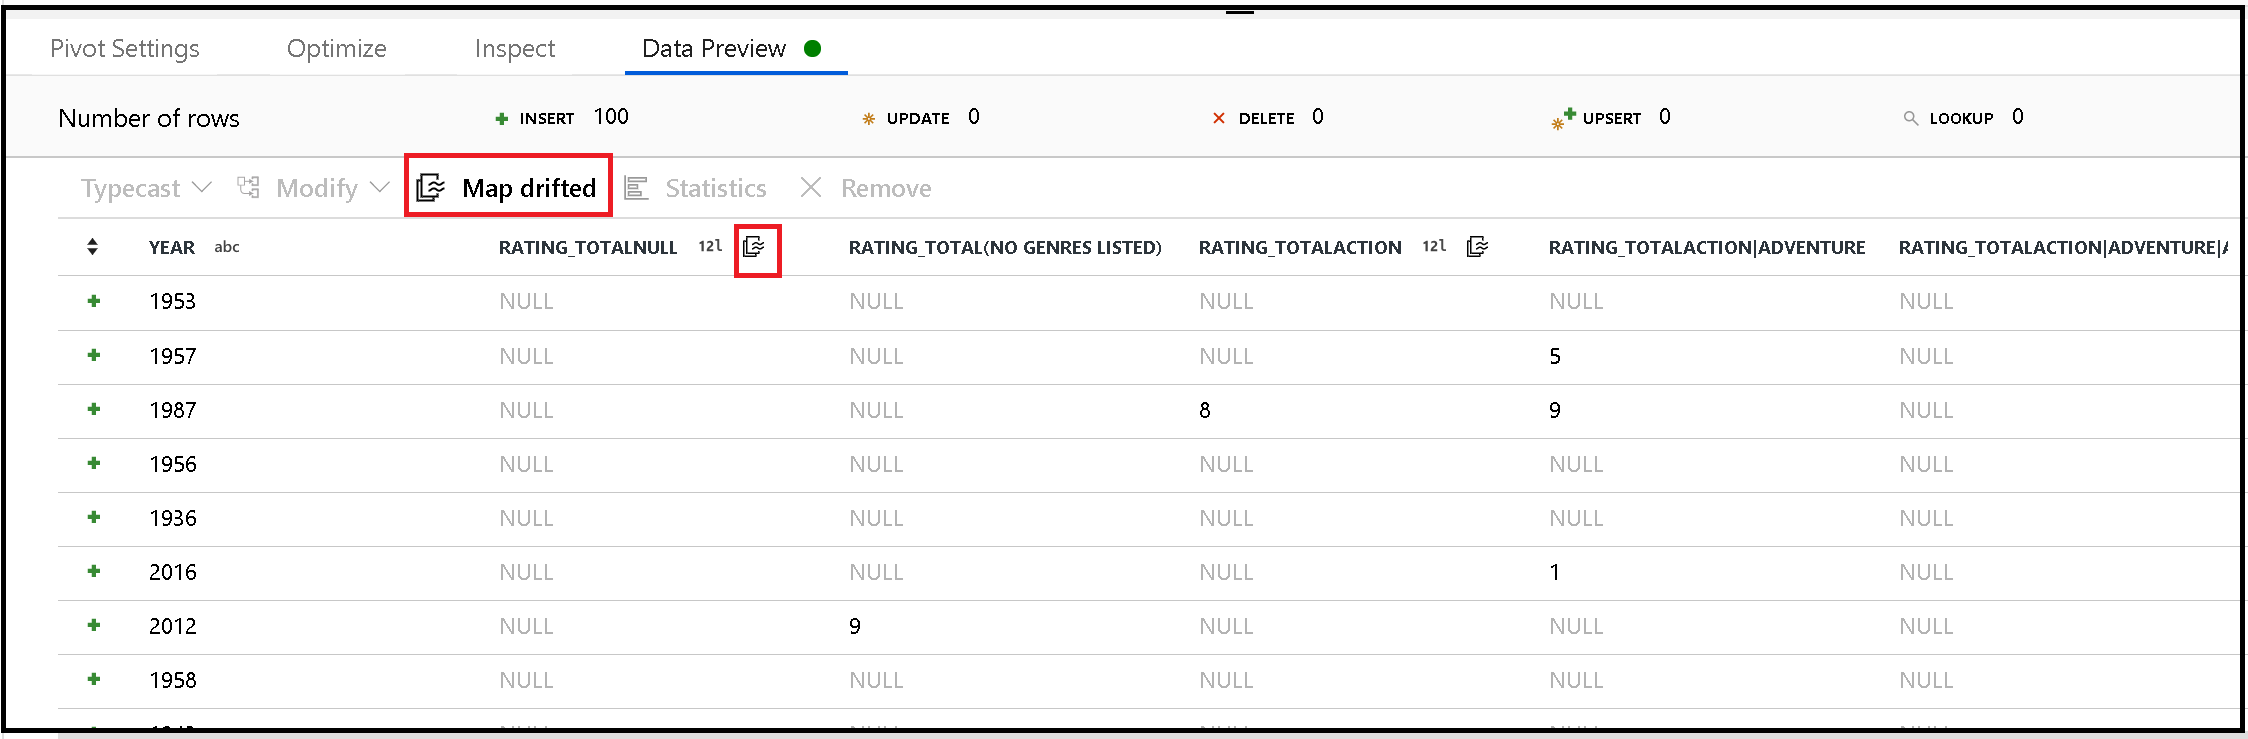 Pivot Settings Optimize Inspect Data Preview
Number of rows INSERT 100 UPDATE 0 DELETE 0 UPSERT 0 LOOKUP 0
Typecast Modify Map drifted Statistics Remove
YEAR abc RATING_TOTALNULL 12l RATING_TOTAL(NO GENRES LISTED) RATING_TOTALACTION 12l RATING_TOTALACTION|ADVENTURE RATING_TOTALACTION|ADVENTURE|
1953 NULL NULL NULL NULL NULL
1957 NULL NULL NULL 5 NULL
1987 NULL NULL 8 9 NULL
1956 NULL NULL NULL NULL NULL
1936 NULL NULL NULL NULL NULL
2016 NULL NULL NULL 1 NULL
2012 NULL 9 NULL NULL NULL
1958 NULL NULL NULL NULL NULL